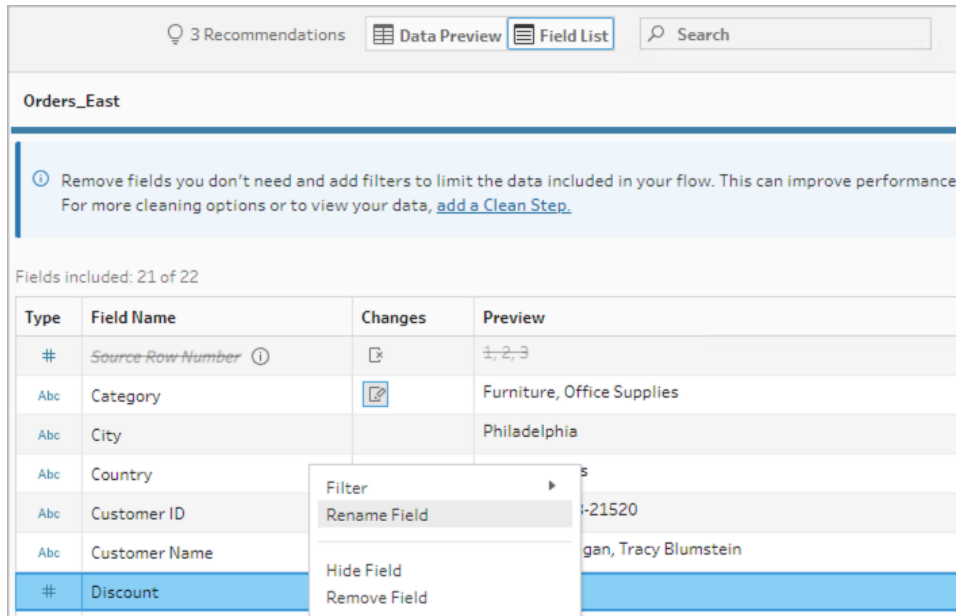 3 Recommendations Data Preview Field List Search
Orders_East
Remove fields you don't need and add filters to limit the data included in your flow. This can improve performance
For more cleaning options or to view your data, add a Clean Step.
Fields included: 21 of 22
Type Field Name Changes Preview
# Source Row Number 1, 2, 3
Abc Category Furniture, Office Supplies
Abc City Philadelphia
Abc Country s
Filter
Abc Customer ID Rename Field -21520
Abc Customer Name gan, Tracy Blumstein
Hide Field
# Discount
Remove Field